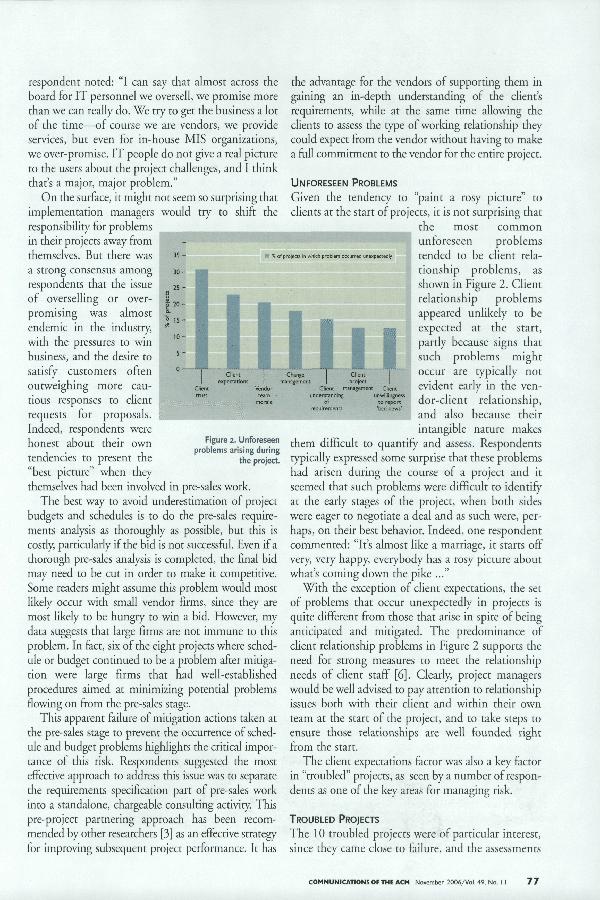 respondent noted: “I can say that almost across the
board for IT personnel we oversell, we promise more
than we can really do. We try to get the business a lot
of the time—of course we are vendors, we provide
services, but even for in-house MIS organizations,
we over-promise. IT people do not give a real picture
to the users about the project challenges, and I think
that’s a major, major problem.”
On the surface, it might not seem so surprising that
implementation managers would try to shift the
responsibility for problems
in their projects away from
themselves. But there was
a strong consensus among
respondents that the issue
of overselling or over-
promising was almost
endemic in the industry,
with the pressures to win
business, and the desire to
satisfy customers often
outweighing more cau-
tious responses to client
requests for proposals.
Indeed, respondents were
honest about their own
tendencies to present the
“best picture” when they
themselves had been involved in pre-sales work.
The best way to avoid underestimation of project
budgets and schedules is to do the pre-sales require-
ments analysis as thoroughly as possible, but this is
costly, particularly if the bid is not successful. Even if a
thorough pre-sales analysis is completed, the final bid
may need to be cut in order to make it competitive.
Some readers might assume this problem would most
likely occur with small vendor firms, since they are
most likely to be hungry to win a bid. However, my
data suggests that large firms are not immune to this
problem. In fact, six of the eight projects where sched-
ule or budget continued to be a problem after mitiga-
tion were large firms that had well-established
procedures aimed at minimizing potential problems
flowing on from the pre-sales stage.
This apparent failure of mitigation actions taken at
the pre-sales stage to prevent the occurrence of sched-
ule and budget problems highlights the critical impor-
tance of this risk. Respondents suggested the most
effective approach to address this issue was to separate
the requirements specification part of pre-sales work
into a standalone, chargeable consulting activity. This
pre-project partnering approach has been recom-
mended by other researchers [3] as an effective strategy
for improving subsequent project performance. It has
% of projects in which problem occurred unexpectedly
% of projects
35
30
25
20
15
10
5
0
Client
trust
Client
expectations
Vendor
team
morale
Change
management
Client
understanding
of
requirements
Client
project
management
Client
unwillingness
to report
“bad news”
Figure 2. Unforeseen
problems arising during
the project.
the advantage for the vendors of supporting them in
gaining an in-depth understanding of the client’s
requirements, while at the same time allowing the
clients to assess the type of working relationship they
could expect from the vendor without having to make
a full commitment to the vendor for the entire project.
UNFORESEEN PROBLEMS
Given the tendency to “paint a rosy picture” to
clients at the start of projects, it is not surprising that
the most common
unforeseen problems
tended to be client rela-
tionship problems, as
shown in Figure 2. Client
relationship problems
appeared unlikely to be
expected at the start,
partly because signs that
such problems might
occur are typically not
evident early in the ven-
dor-client relationship,
and also because their
intangible nature makes
them difficult to quantify and assess. Respondents
typically expressed some surprise that these problems
had arisen during the course of a project and it
seemed that such problems were difficult to identify
at the early stages of the project, when both sides
were eager to negotiate a deal and as such were, per-
haps, on their best behavior. Indeed, one respondent
commented: “It’s almost like a marriage, it starts off
very, very happy, everybody has a rosy picture about
what’s coming down the pike ...”
With the exception of client expectations, the set
of problems that occur unexpectedly in projects is
quite different from those that arise in spite of being
anticipated and mitigated. The predominance of
client relationship problems in Figure 2 supports the
need for strong measures to meet the relationship
needs of client staff [6]. Clearly, project managers
would be well advised to pay attention to relationship
issues both with their client and within their own
team at the start of the project, and to take steps to
ensure those relationships are well founded right
from the start.
The client expectations factor was also a key factor
in “troubled” projects, as seen by a number of respon-
dents as one of the key areas for managing risk.
TROUBLED PROJECTS
The 10 troubled projects were of particular interest,
since they came close to failure, and the assessments
COMMUNICATIONS OF THE ACM November 2006/Vol. 49, No. 11 77